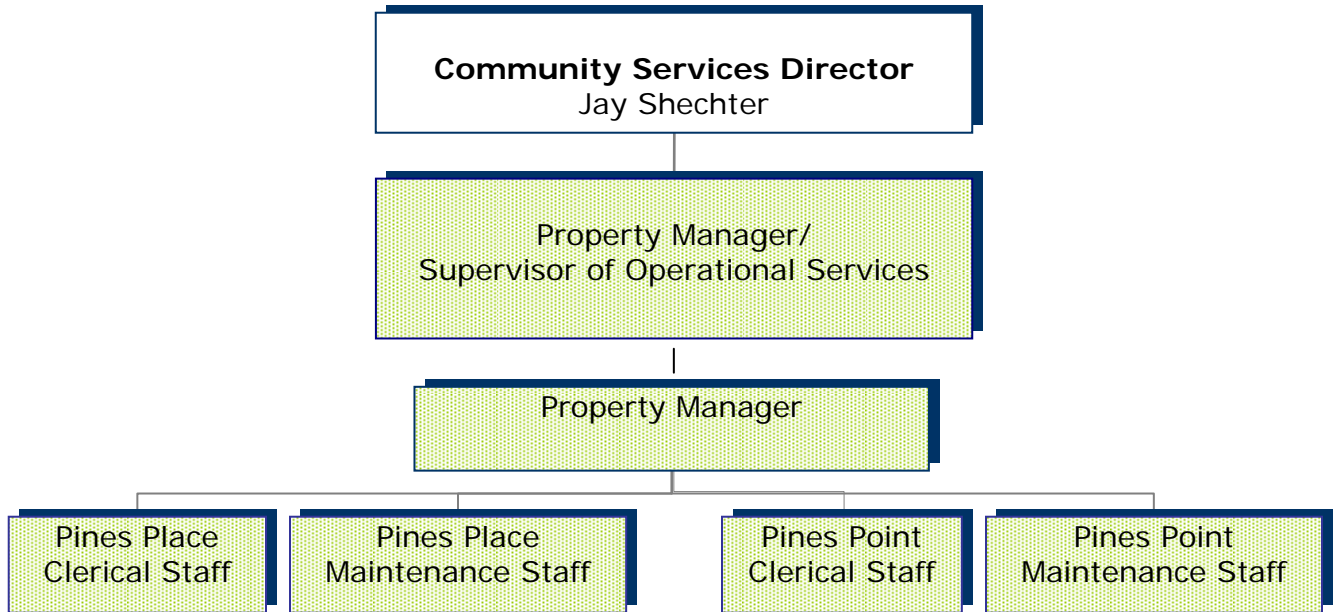 Community Services Director
Jay Shechter
Property Manager/
Supervisor of Operational Services
Property Manager
Pines Place
Clerical Staff
Pines Place
Maintenance Staff
Pines Point
Clerical Staff
Pines Point
Maintenance Staff